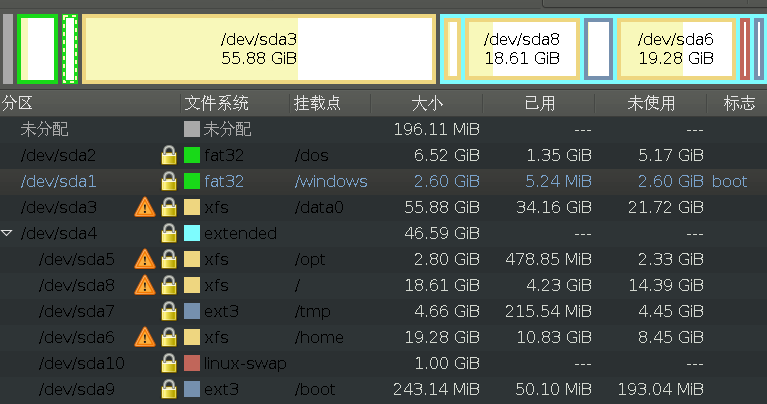 /dev/sda3
55.88 GiB
/dev/sda8
18.61 GiB
/dev/sda6
19.28 GiB
分区 文件系统 挂载点 大小 已用 未使用 标志
未分配 未分配 196.11 MiB --- ---
/dev/sda2 fat32 /dos 6.52 GiB 1.35 GiB 5.17 GiB
/dev/sda1 fat32 /windows 2.60 GiB 5.24 MiB 2.60 GiB boot
/dev/sda3 xfs /data0 55.88 GiB 34.16 GiB 21.72 GiB
/dev/sda4 extended 46.59 GiB --- ---
/dev/sda5 xfs /opt 2.80 GiB 478.85 MiB 2.33 GiB
/dev/sda8 xfs / 18.61 GiB 4.23 GiB 14.39 GiB
/dev/sda7 ext3 /tmp 4.66 GiB 215.54 MiB 4.45 GiB
/dev/sda6 xfs /home 19.28 GiB 10.83 GiB 8.45 GiB
/dev/sda10 linux-swap 1.00 GiB --- ---
/dev/sda9 ext3 /boot 243.14 MiB 50.10 MiB 193.04 MiB